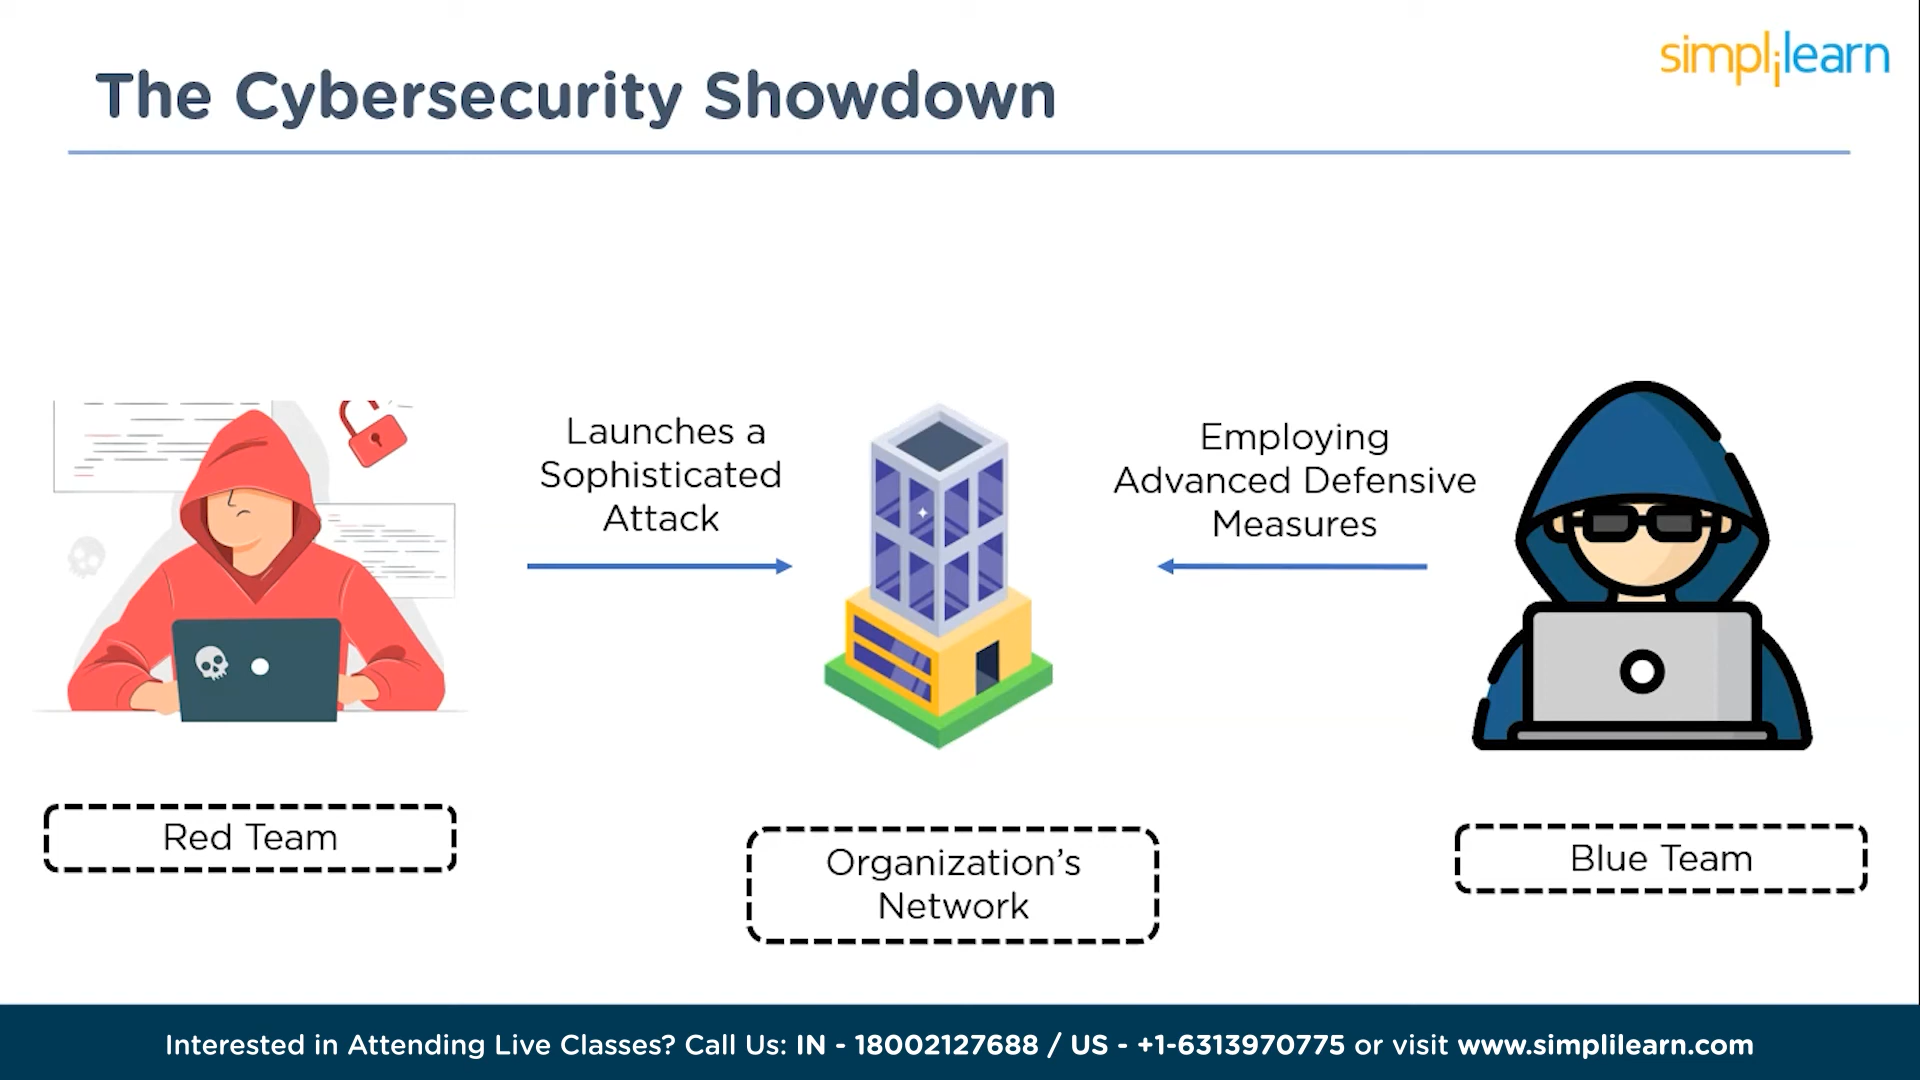 The Cybersecurity Showdown
simplilearn
Launches a
Sophisticated
Attack
Employing
Advanced Defensive
Measures
Red Team
Organization's
Network
Blue Team
Interested in Attending Live Classes? Call Us: IN - 18002127688 / US - +1-6313970775 or visit www.simplilearn.com